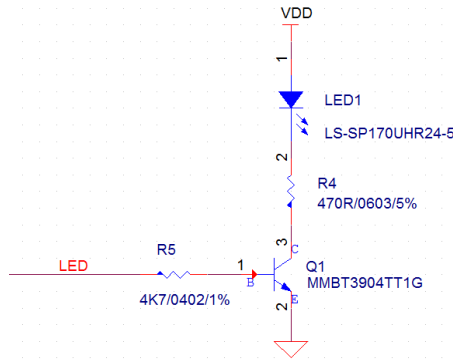 VDD
1
LED1
LS-SP170UHR24-5
2
R4
470R/0603/5%
3
C
R5
LED
1
B
Q1
MMBT3904TT1G
4K7/0402/1%
2
E